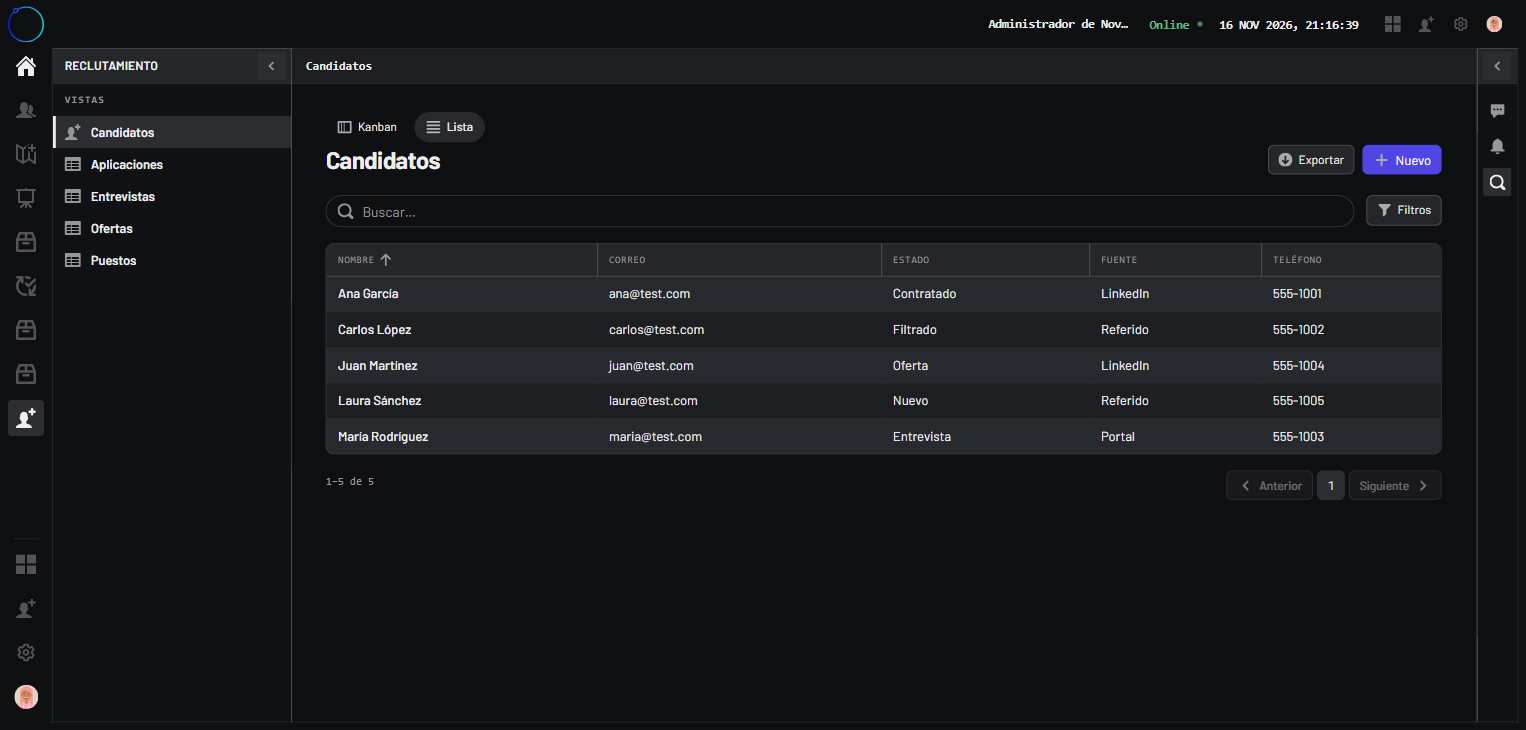 Administrador de Nov… Online 16 NOV 2026, 21:16:39
RECLUTAMIENTO
VISTAS
Candidatos
Aplicaciones
Entrevistas
Ofertas
Puestos
Candidatos
Kanban Lista
Candidatos
Exportar Nuevo
Buscar...
Filtros
NOMBRE CORREO ESTADO FUENTE TELÉFONO
Ana García ana@test.com Contratado LinkedIn 555-1001
Carlos López carlos@test.com Filtrado Referido 555-1002
Juan Martínez juan@test.com Oferta LinkedIn 555-1004
Laura Sánchez laura@test.com Nuevo Referido 555-1005
María Rodríguez maria@test.com Entrevista Portal 555-1003
1–5 de 5
Anterior 1 Siguiente